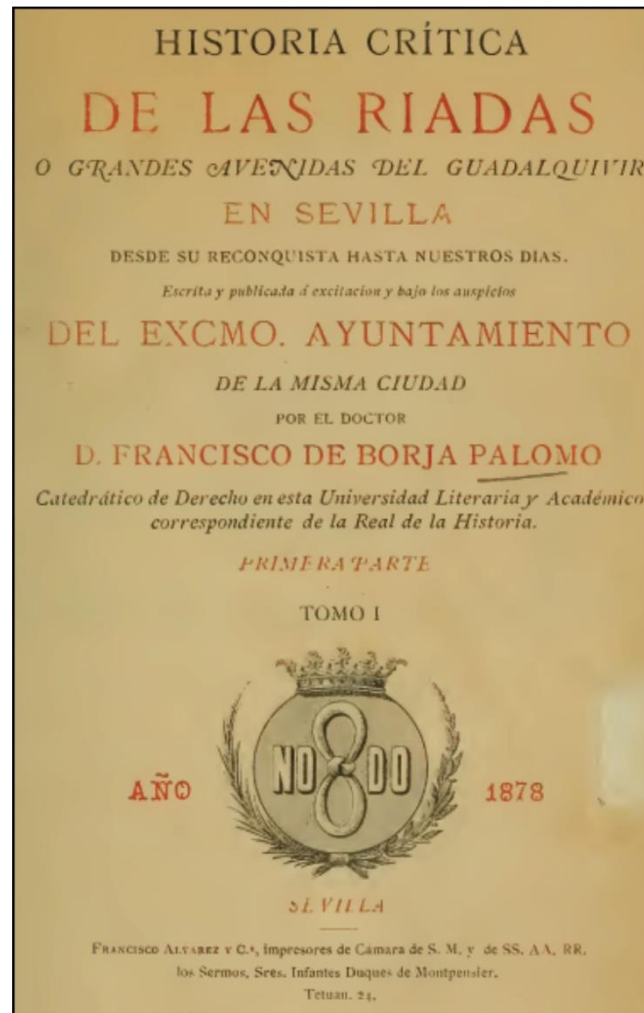 HISTORIA CRÍTICA
DE LAS RIADAS
O GRANDES AVENIDAS DEL GUADALQUIVIR
EN SEVILLA
DESDE SU RECONQUISTA HASTA NUESTROS DIAS.
Escrita y publicada á excitacion y bajo los auspicios
DEL EXCMO. AYUNTAMIENTO
DE LA MISMA CIUDAD
POR EL DOCTOR
D. FRANCISCO DE BORJA PALOMO
Catedrático de Derecho en esta Universidad Literaria y Académico
correspondiente de la Real de la Historia.
PRIMERA PARTE
TOMO I
NO 8 DO
AÑO 1878
SEVILLA
FRANCISCO ALVAREZ Y C.ª, impresores de Cámara de S. M. y de SS. AA. RR.
los Sermos. Sres. Infantes Duques de Montpensier.
Tetuan. 24.